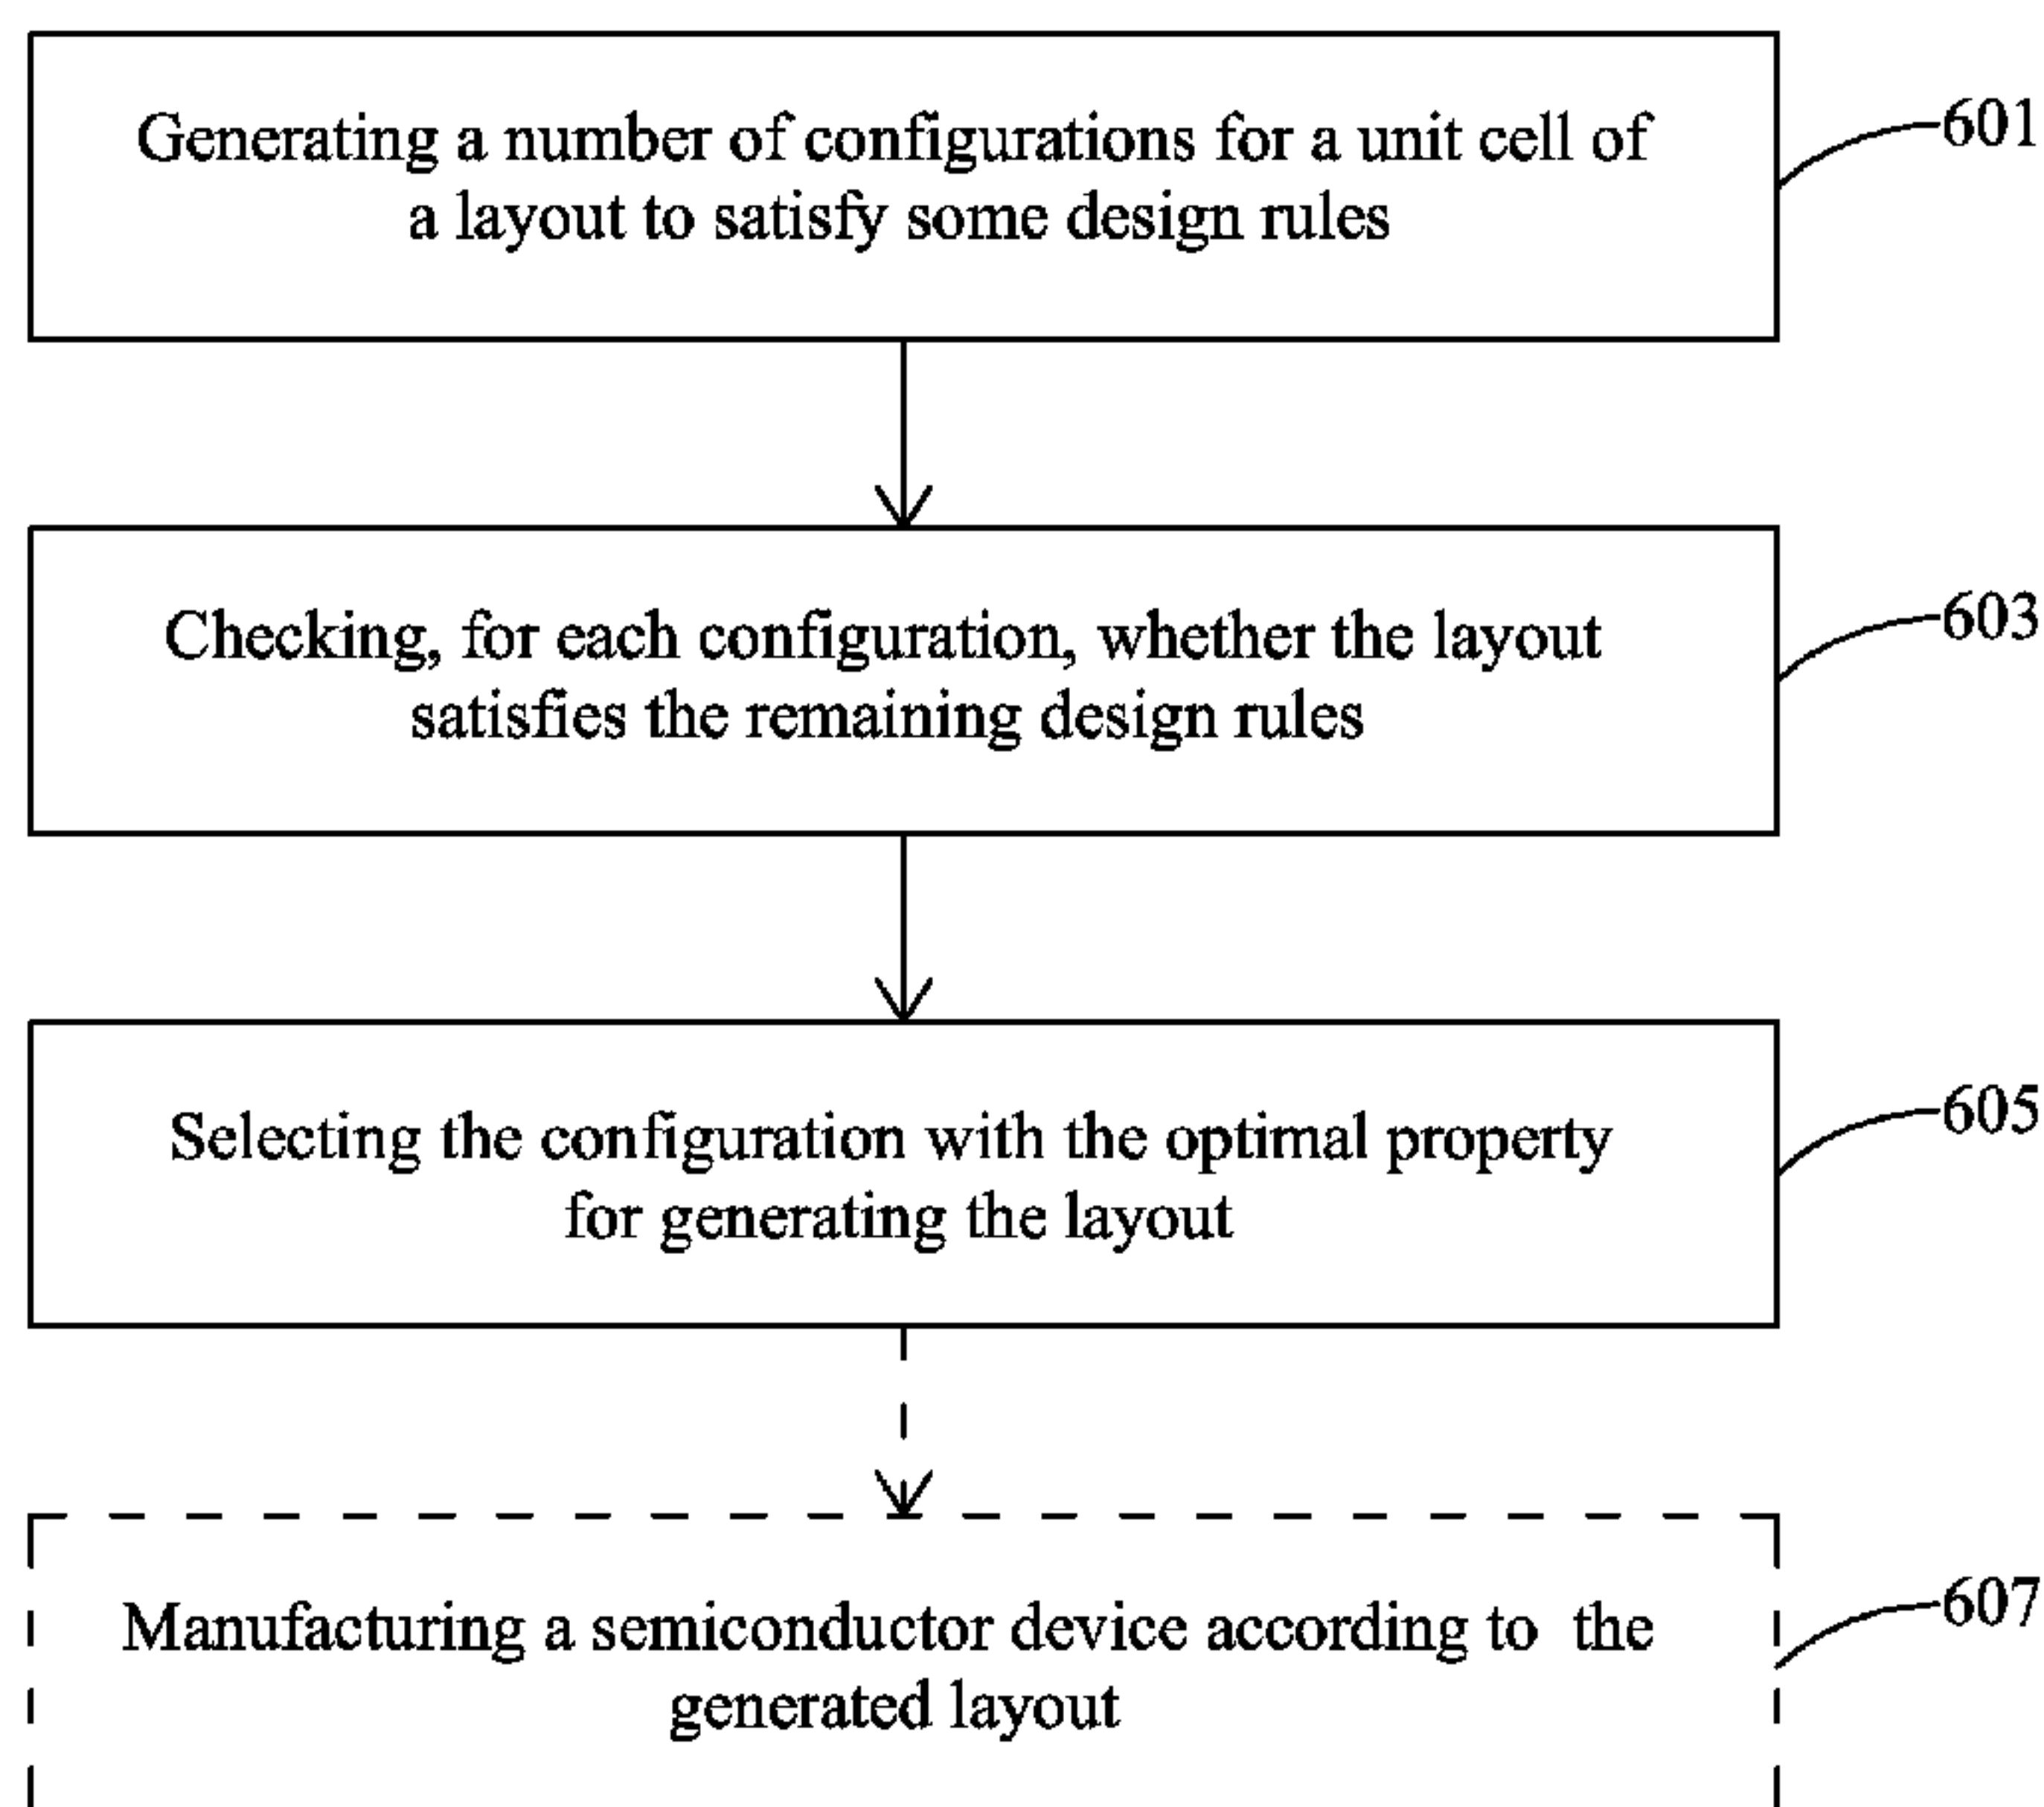 Generating a number of configurations for a unit cell of
a layout to satisfy some design rules
601
Checking, for each configuration, whether the layout
satisfies the remaining design rules
603
Selecting the configuration with the optimal property
for generating the layout
605
Manufacturing a semiconductor device according to the
generated layout
607